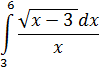 ∫₃⁶ √(x − 3) dx / x